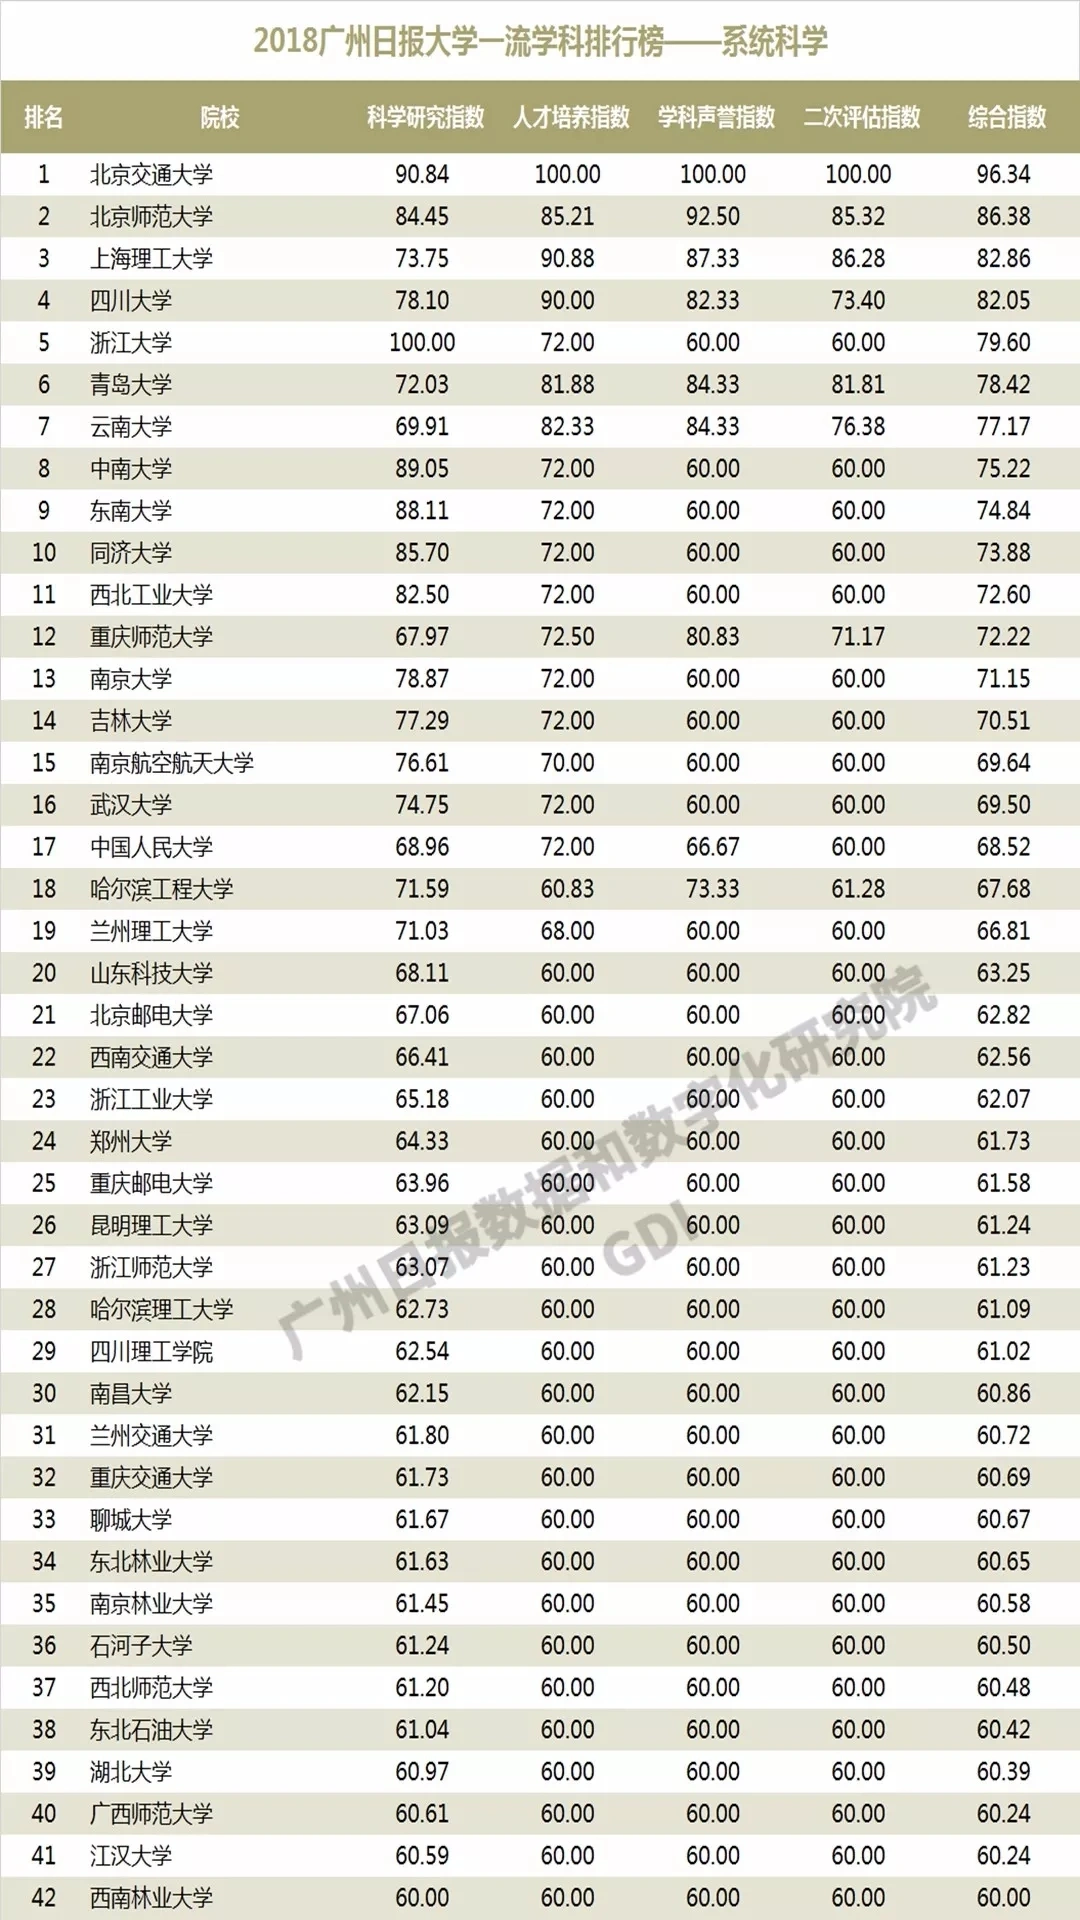 2018广州日报大学一流学科排行榜——系统科学
排名 院校 科学研究指数 人才培养指数 学科声誉指数 二次评估指数 综合指数
1 北京交通大学 90.84 100.00 100.00 100.00 96.34
2 北京师范大学 84.45 85.21 92.50 85.32 86.38
3 上海理工大学 73.75 90.88 87.33 86.28 82.86
4 四川大学 78.10 90.00 82.33 73.40 82.05
5 浙江大学 100.00 72.00 60.00 60.00 79.60
6 青岛大学 72.03 81.88 84.33 81.81 78.42
7 云南大学 69.91 82.33 84.33 76.38 77.17
8 中南大学 89.05 72.00 60.00 60.00 75.22
9 东南大学 88.11 72.00 60.00 60.00 74.84
10 同济大学 85.70 72.00 60.00 60.00 73.88
11 西北工业大学 82.50 72.00 60.00 60.00 72.60
12 重庆师范大学 67.97 72.50 80.83 71.17 72.22
13 南京大学 78.87 72.00 60.00 60.00 71.15
14 吉林大学 77.29 72.00 60.00 60.00 70.51
15 南京航空航天大学 76.61 70.00 60.00 60.00 69.64
16 武汉大学 74.75 72.00 60.00 60.00 69.50
17 中国人民大学 68.96 72.00 66.67 60.00 68.52
18 哈尔滨工程大学 71.59 60.83 73.33 61.28 67.68
19 兰州理工大学 71.03 68.00 60.00 60.00 66.81
20 山东科技大学 68.11 60.00 60.00 60.00 63.25
21 北京邮电大学 67.06 60.00 60.00 60.00 62.82
22 西南交通大学 66.41 60.00 60.00 60.00 62.56
23 浙江工业大学 65.18 60.00 60.00 60.00 62.07
24 郑州大学 64.33 60.00 60.00 60.00 61.73
25 重庆邮电大学 63.96 60.00 60.00 60.00 61.58
26 昆明理工大学 63.09 60.00 60.00 60.00 61.24
27 浙江师范大学 63.07 60.00 60.00 60.00 61.23
28 哈尔滨理工大学 62.73 60.00 60.00 60.00 61.09
29 四川理工学院 62.54 60.00 60.00 60.00 61.02
30 南昌大学 62.15 60.00 60.00 60.00 60.86
31 兰州交通大学 61.80 60.00 60.00 60.00 60.72
32 重庆交通大学 61.73 60.00 60.00 60.00 60.69
33 聊城大学 61.67 60.00 60.00 60.00 60.67
34 东北林业大学 61.63 60.00 60.00 60.00 60.65
35 南京林业大学 61.45 60.00 60.00 60.00 60.58
36 石河子大学 61.24 60.00 60.00 60.00 60.50
37 西北师范大学 61.20 60.00 60.00 60.00 60.48
38 东北石油大学 61.04 60.00 60.00 60.00 60.42
39 湖北大学 60.97 60.00 60.00 60.00 60.39
40 广西师范大学 60.61 60.00 60.00 60.00 60.24
41 江汉大学 60.59 60.00 60.00 60.00 60.24
42 西南林业大学 60.00 60.00 60.00 60.00 60.00
广州日报数据和数字化研究院
GDI